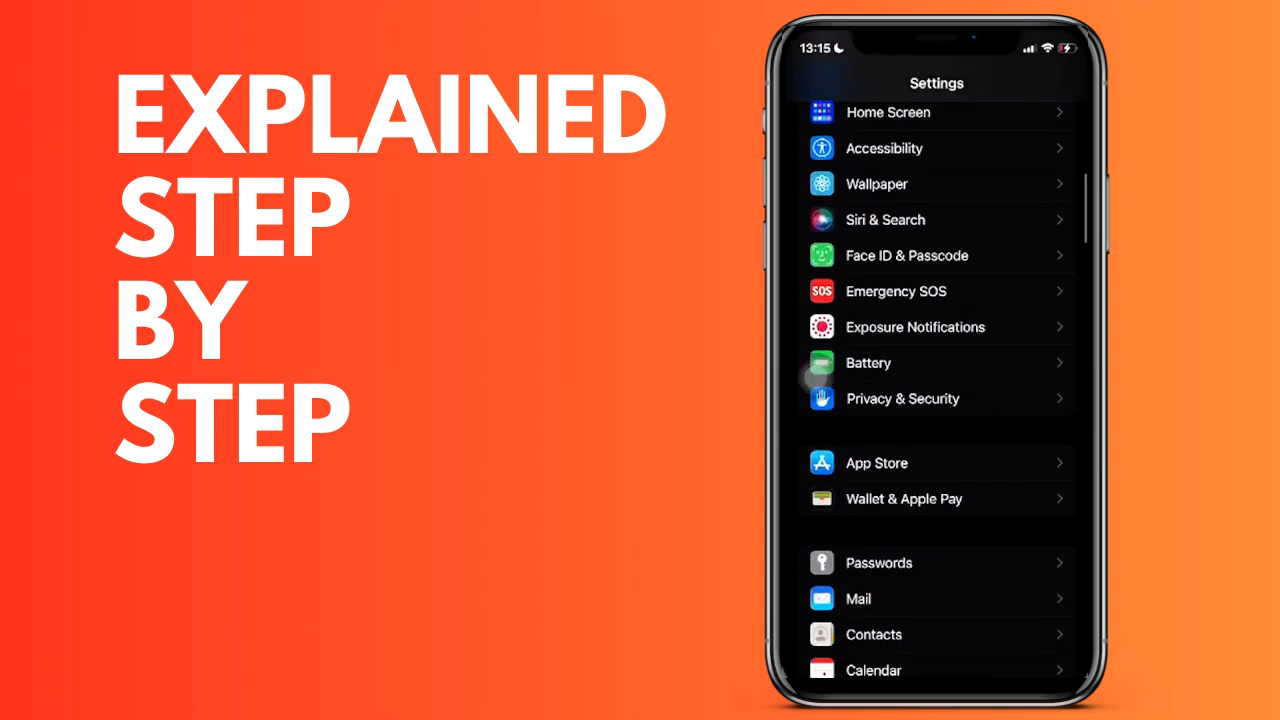 EXPLAINED
STEP
BY
STEP
13:15
Settings
Home Screen
Accessibility
Wallpaper
Siri & Search
Face ID & Passcode
SOS Emergency SOS
Exposure Notifications
Battery
Privacy & Security
App Store
Wallet & Apple Pay
Passwords
Mail
Contacts
Calendar